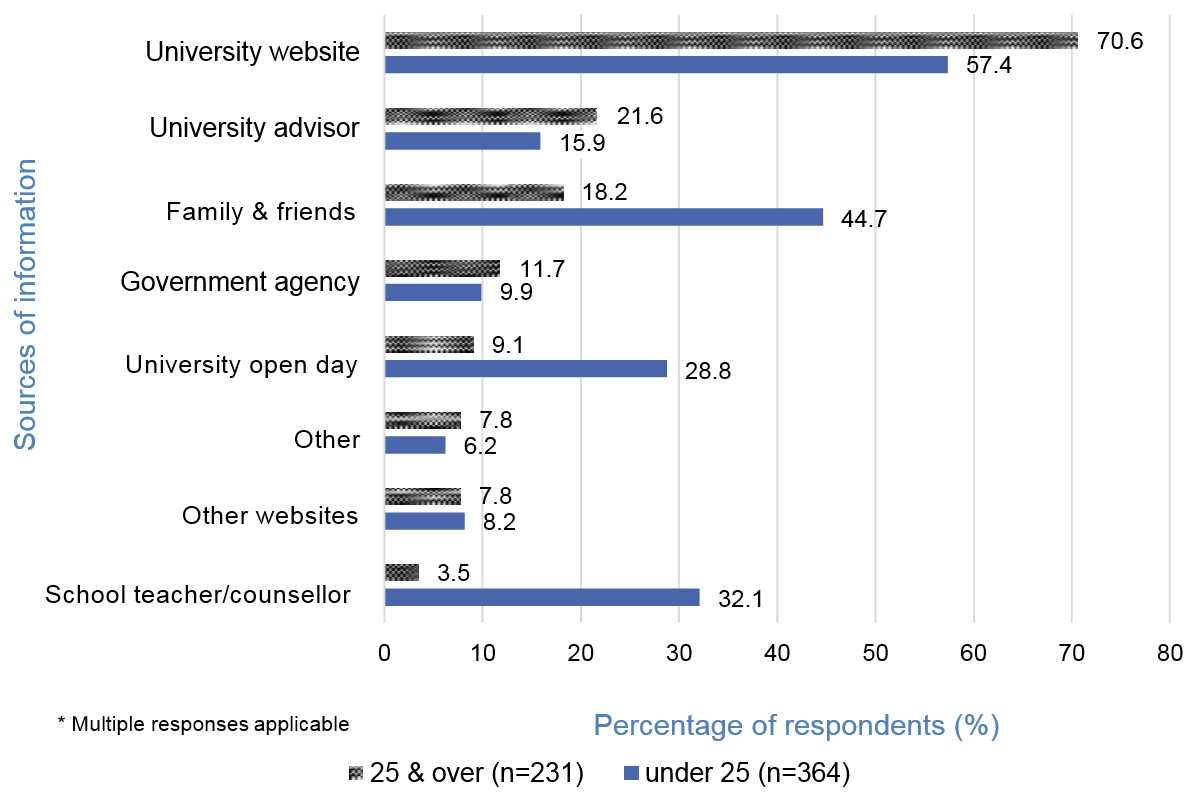 Sources of information
University website
70.6
57.4
University advisor
21.6
15.9
Family & friends
18.2
44.7
Government agency
11.7
9.9
University open day
9.1
28.8
Other
7.8
6.2
Other websites
7.8
8.2
School teacher/counsellor
3.5
32.1
0 10 20 30 40 50 60 70 80
* Multiple responses applicable
Percentage of respondents (%)
25 & over (n=231) under 25 (n=364)